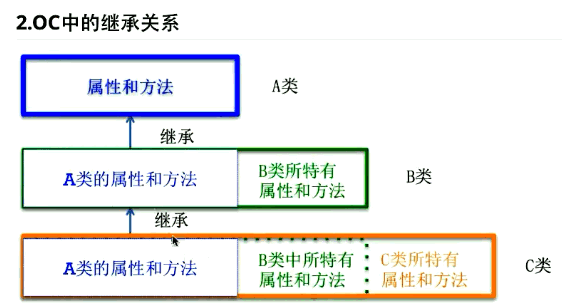 2.OC中的继承关系
属性和方法
A类
继承
A类的属性和方法
B类所特有
属性和方法
B类
继承
A类的属性和方法
B类中所特有
属性和方法
C类所特有
属性和方法
C类